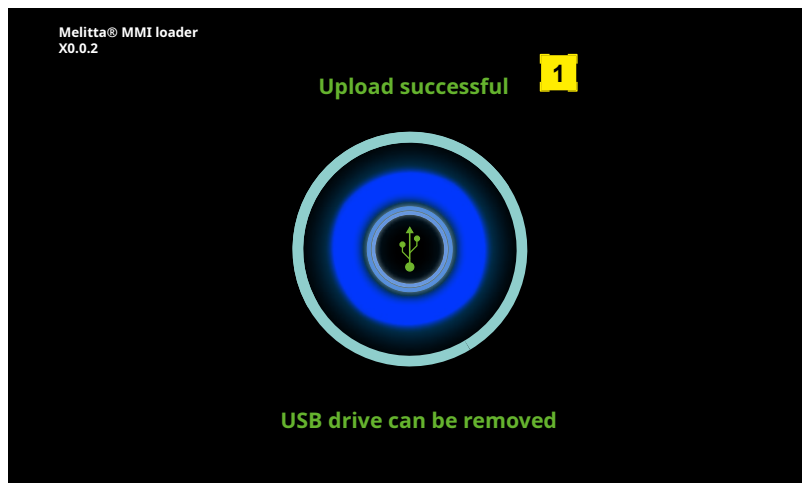 Melitta® MMI loader
X0.0.2
Upload successful
1
USB drive can be removed